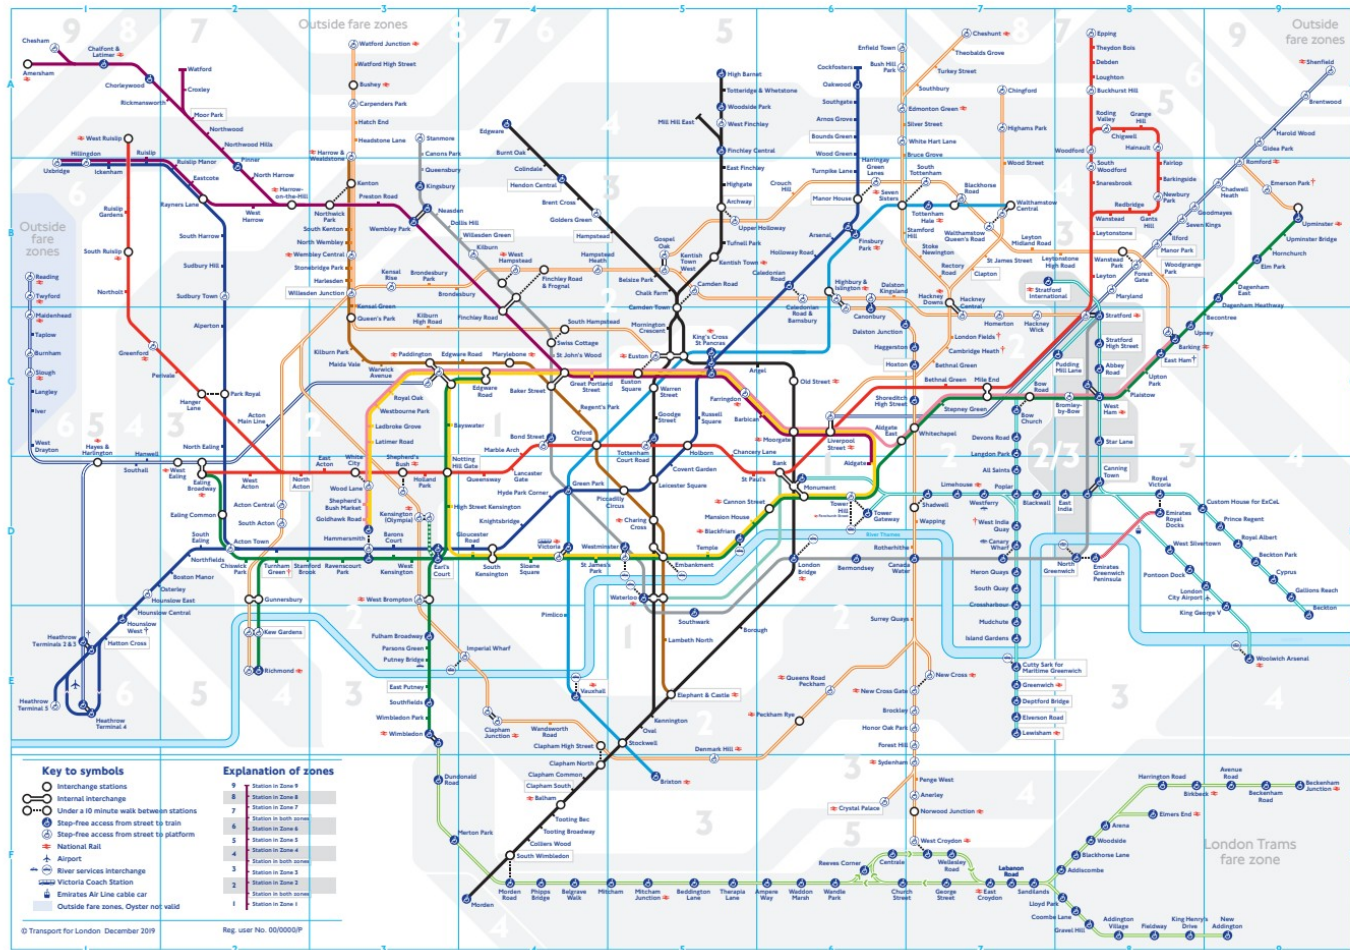 1
2
3
4
5
6
7
8
9
A
B
C
D
E
F
Outside fare zones
Outside
fare zones
Outside
fare
zones
Chesham
Chalfont &
Latimer
Amersham
Chorleywood
Rickmansworth
Watford
Croxley
Moor Park
Northwood
Northwood Hills
Pinner
North Harrow
Harrow-
on-the-Hill
West Ruislip
Hillingdon
Ruislip
Uxbridge
Ickenham
Ruislip Manor
Eastcote
Rayners Lane
West
Harrow
Ruislip
Gardens
South Ruislip
Northolt
Greenford
Perivale
Hanger
Lane
Park Royal
South Harrow
Sudbury Hill
Sudbury Town
Alperton
North Ealing
Reading
Twyford
Maidenhead
Taplow
Burnham
Slough
Langley
Iver
West
Drayton
Hayes &
Harlington
Hanwell
Southall
West
Ealing
Ealing
Broadway
Acton
Main Line
West
Acton
North
Acton
East
Acton
Watford Junction
Watford High Street
Bushey
Carpenders Park
Hatch End
Headstone Lane
Harrow &
Wealdstone
Kenton
Northwick
Park
Preston Road
South Kenton
North Wembley
Wembley Central
Stonebridge Park
Harlesden
Willesden Junction
Kensal Green
Queen's Park
Kilburn Park
Maida Vale
Stanmore
Canons Park
Queensbury
Kingsbury
Neasden
Wembley Park
Dollis Hill
Willesden Green
Kilburn
West
Hampstead
Kensal
Rise
Brondesbury
Park
Brondesbury
Kilburn
High Road
Finchley Road
& Frognal
Finchley Road
South Hampstead
Swiss Cottage
St John's Wood
Edgware
Burnt Oak
Colindale
Hendon Central
Brent Cross
Golders Green
Hampstead
Hampstead
Heath
Belsize Park
Chalk Farm
Camden Town
Mornington
Crescent
Mill Hill East
High Barnet
Totteridge & Whetstone
Woodside Park
West Finchley
Finchley Central
East Finchley
Highgate
Archway
Upper Holloway
Crouch
Hill
Tufnell Park
Kentish Town
Gospel
Oak
Kentish
Town
West
Camden Road
Cockfosters
Oakwood
Southgate
Arnos Grove
Bounds Green
Wood Green
Turnpike Lane
Harringay
Green
Lanes
Manor House
Arsenal
Holloway Road
Caledonian
Road
Caledonian
Road &
Barnsbury
Finsbury
Park
Seven
Sisters
South
Tottenham
Tottenham
Hale
Blackhorse
Road
Walthamstow
Central
Walthamstow
Queen's Road
Enfield Town
Bush Hill
Park
Cheshunt
Theobalds Grove
Turkey Street
Southbury
Edmonton Green
Silver Street
White Hart Lane
Bruce Grove
Stamford
Hill
Stoke
Newington
Rectory
Road
Hackney
Downs
Hackney
Central
London Fields †
Cambridge Heath †
Bethnal Green
Chingford
Highams Park
Wood Street
St James Street
Clapton
Leyton
Midland Road
Leytonstone
High Road
Wanstead
Park
Woodgrange
Park
Highbury &
Islington
Canonbury
Dalston
Kingsland
Dalston Junction
Haggerston
Hoxton
Shoreditch
High Street
Homerton
Hackney
Wick
Epping
Theydon Bois
Debden
Loughton
Buckhurst Hill
Roding
Valley
Chigwell
Grange
Hill
Hainault
Fairlop
Barkingside
Newbury
Park
Gants
Hill
Redbridge
Wanstead
Woodford
South
Woodford
Snaresbrook
Leytonstone
Leyton
Stratford
Stratford
International
Shenfield
Brentwood
Harold Wood
Gidea Park
Romford
Emerson Park †
Chadwell
Heath
Goodmayes
Seven Kings
Ilford
Manor Park
Forest
Gate
Maryland
Upminster
Upminster Bridge
Hornchurch
Elm Park
Dagenham
East
Dagenham Heathway
Becontree
Upney
Barking
East Ham †
Upton
Park
Plaistow
West
Ham
Bromley-
by-Bow
Bow
Road
Bow
Church
Mile End
Stepney Green
Bethnal Green
Whitechapel
Aldgate
East
Aldgate
Stratford
High Street
Abbey
Road
Pudding
Mill Lane
Star Lane
Canning
Town
Devons Road
Langdon Park
All Saints
Paddington
Warwick
Avenue
Edgware Road
Marylebone
Edgware
Road
Baker Street
Royal Oak
Westbourne Park
Ladbroke Grove
Latimer Road
White
City
Wood Lane
Shepherd's
Bush
Shepherd's
Bush Market
Goldhawk Road
Hammersmith
Kensington
(Olympia)
Holland
Park
Notting
Hill Gate
Bayswater
Queensway
Lancaster
Gate
Marble Arch
Bond Street
Oxford
Circus
Regent's Park
Great Portland
Street
Euston
Euston
Square
Warren
Street
Goodge
Street
Tottenham
Court Road
King's Cross
St Pancras
Russell
Square
Holborn
Covent Garden
Leicester Square
Piccadilly
Circus
Green Park
Hyde Park Corner
Knightsbridge
High Street Kensington
Gloucester
Road
South
Kensington
Sloane
Square
Victoria
St James's
Park
Westminster
Charing
Cross
Embankment
Temple
Blackfriars
Mansion House
Cannon Street
Bank
Monument
Tower
Hill
Tower
Gateway
Angel
Old Street
Farringdon
Barbican
Moorgate
Liverpool
Street
Chancery Lane
St Paul's
Acton Central
South Acton
Ealing Common
Acton Town
South
Ealing
Northfields
Boston Manor
Osterley
Hounslow East
Hounslow Central
Hounslow
West †
Hatton Cross
Heathrow
Terminals 2 & 3
Heathrow
Terminal 5
Heathrow
Terminal 4
Chiswick
Park
Turnham
Green †
Stamford
Brook
Ravenscourt
Park
Barons
Court
West
Kensington
Earl's
Court
Gunnersbury
Kew Gardens
Richmond
West Brompton
Fulham Broadway
Parsons Green
Putney Bridge
East Putney
Southfields
Wimbledon Park
Wimbledon
Imperial Wharf
Clapham
Junction
Wandsworth
Road
Clapham High Street
Clapham North
Clapham Common
Clapham South
Balham
Tooting Bec
Tooting Broadway
Colliers Wood
South Wimbledon
Morden
Pimlico
Vauxhall
Stockwell
Brixton
Oval
Kennington
Waterloo
Southwark
Lambeth North
Elephant & Castle
Borough
London
Bridge
Bermondsey
River Thames
Shadwell
Wapping
Rotherhithe
Canada
Water
Surrey Quays
Queens Road
Peckham
Peckham Rye
Denmark Hill
New Cross Gate
New Cross
Brockley
Honor Oak Park
Forest Hill
Sydenham
Crystal Palace
Penge West
Anerley
Norwood Junction
West Croydon
Limehouse
Westferry
Poplar
Blackwall
East
India
West India
Quay
Canary
Wharf
Heron Quays
South Quay
Crossharbour
Mudchute
Island Gardens
Cutty Sark for
Maritime Greenwich
Greenwich
Deptford Bridge
Elverson Road
Lewisham
North
Greenwich
Emirates
Greenwich
Peninsula
Royal
Victoria
Emirates
Royal
Docks
Custom House for ExCeL
Prince Regent
Royal Albert
Beckton Park
Cyprus
Gallions Reach
Beckton
West Silvertown
Pontoon Dock
London
City Airport
King George V
Woolwich Arsenal
Dundonald
Road
Merton Park
Morden
Road
Phipps
Bridge
Belgrave
Walk
Mitcham
Mitcham
Junction
Beddington
Lane
Therapia
Lane
Ampere
Way
Waddon
Marsh
Wandle
Park
Reeves Corner
Centrale
Church
Street
Wellesley
Road
George
Street
East
Croydon
Lebanon
Road
Sandilands
Lloyd Park
Coombe Lane
Gravel Hill
Addington
Village
Fieldway
King Henry's
Drive
New
Addington
Addiscombe
Blackhorse Lane
Woodside
Arena
Elmers End
Harrington Road
Birkbeck
Avenue
Road
Beckenham
Road
Beckenham
Junction
London Trams
fare zone
Key to symbols
Interchange stations
Internal interchange
Under a 10 minute walk between stations
Step-free access from street to train
Step-free access from street to platform
National Rail
Airport
River services interchange
Victoria Coach Station
Emirates Air Line cable car
Outside fare zones. Oyster not valid
Explanation of zones
9 Station in Zone 9
8 Station in Zone 8
7 Station in Zone 7
Station in both zones
6 Station in Zone 6
5 Station in Zone 5
4 Station in Zone 4
Station in both zones
3 Station in Zone 3
2 Station in Zone 2
Station in both zones
1 Station in Zone 1
© Transport for London December 2019
Reg. user No. 00/0000/P